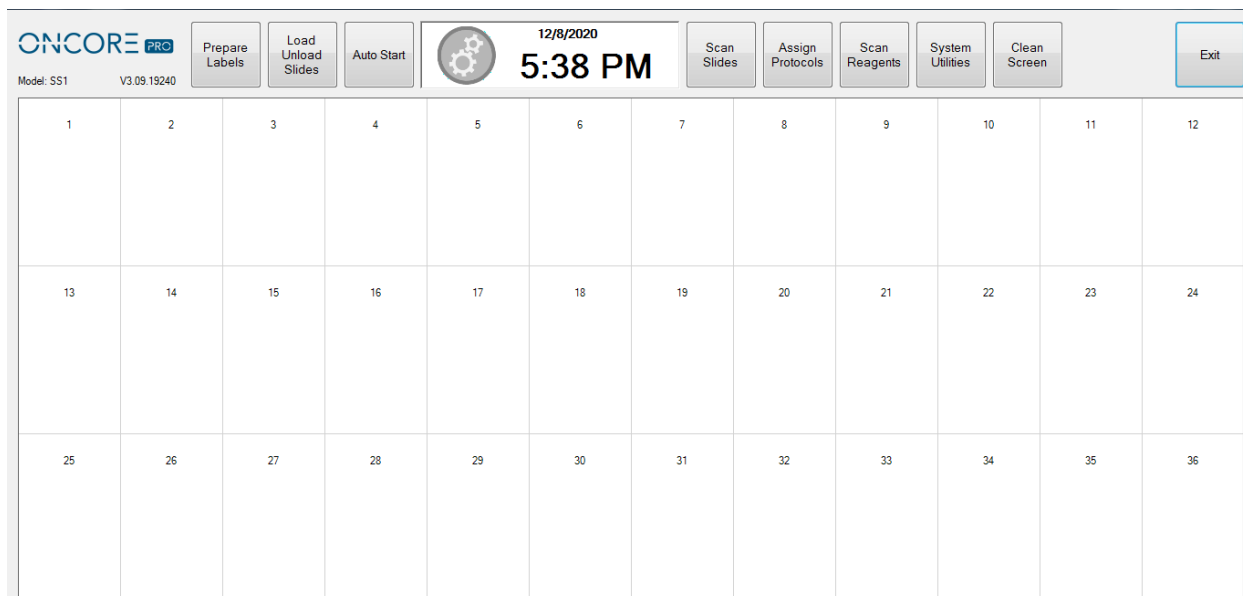 ONCORE PRO
Model: SS1 V3.09.19240
Prepare
Labels
Load
Unload
Slides
Auto Start
12/8/2020
5:38 PM
Scan
Slides
Assign
Protocols
Scan
Reagents
System
Utilities
Clean
Screen
Exit
1 2 3 4 5 6 7 8 9 10 11 12
13 14 15 16 17 18 19 20 21 22 23 24
25 26 27 28 29 30 31 32 33 34 35 36